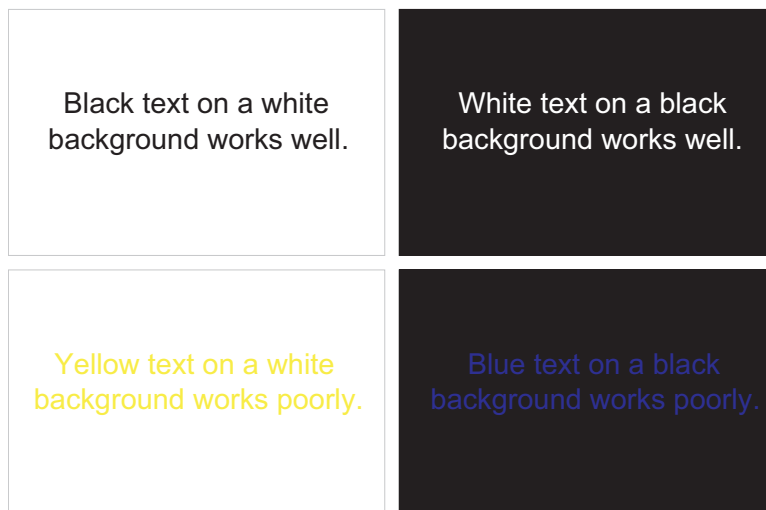 Black text on a white
background works well.
White text on a black
background works well.
Yellow text on a white
background works poorly.
Blue text on a black
background works poorly.